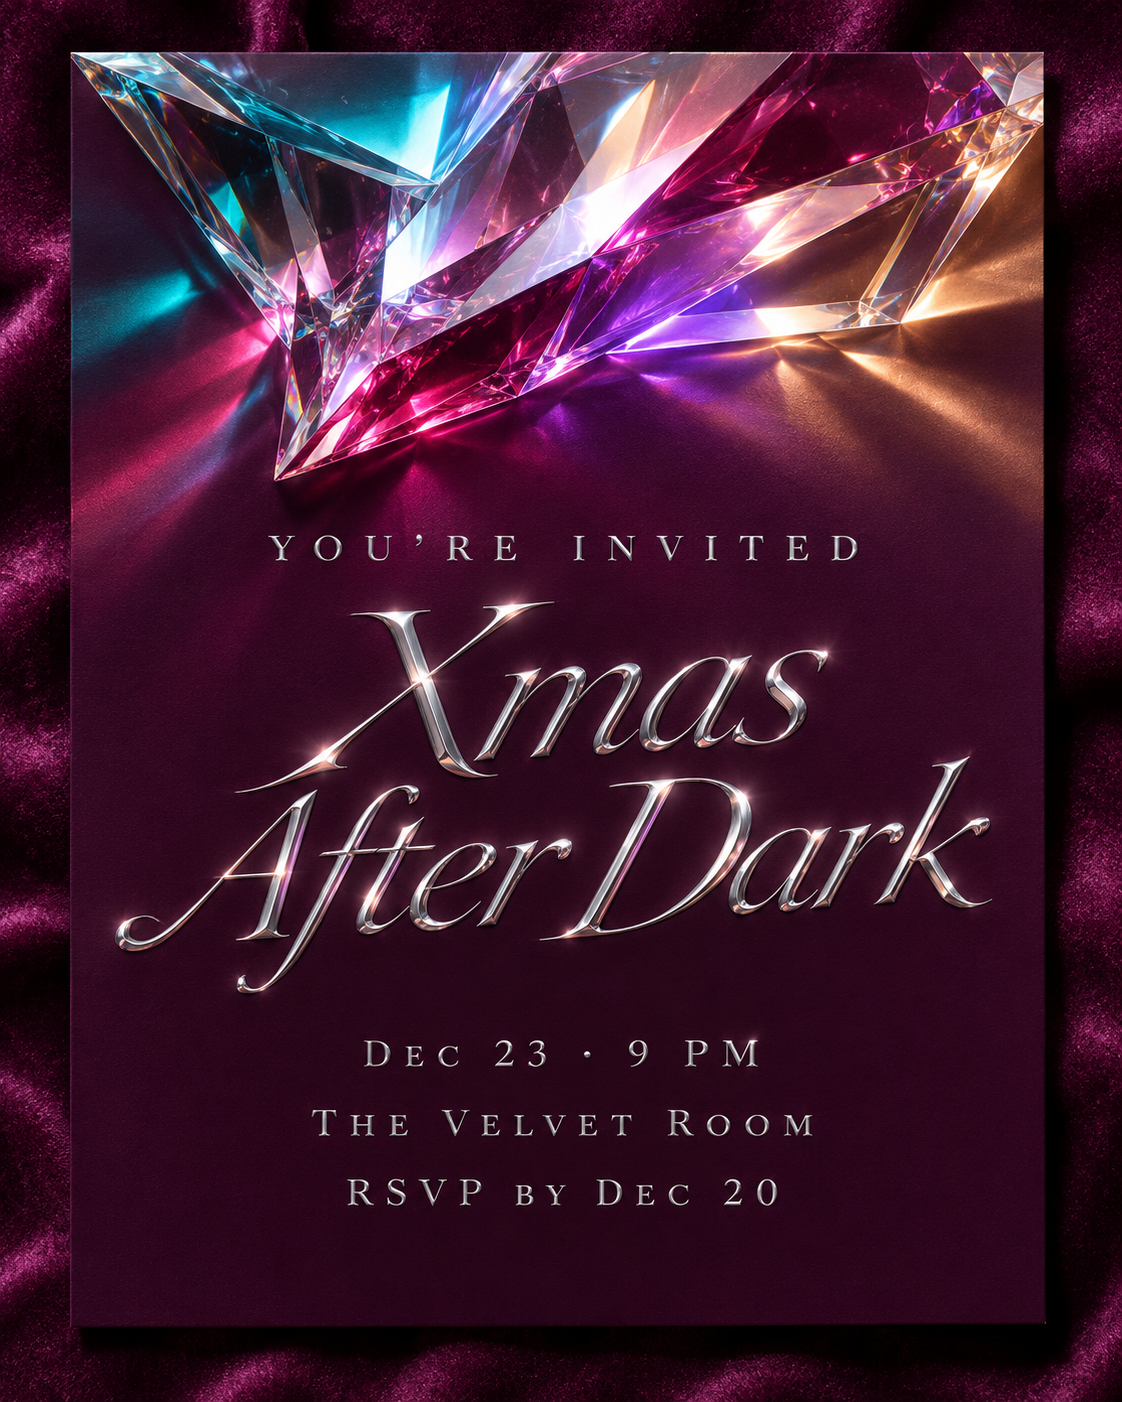 YOU’RE INVITED
Xmas
After Dark
Dec 23 · 9 PM
The Velvet Room
RSVP by Dec 20